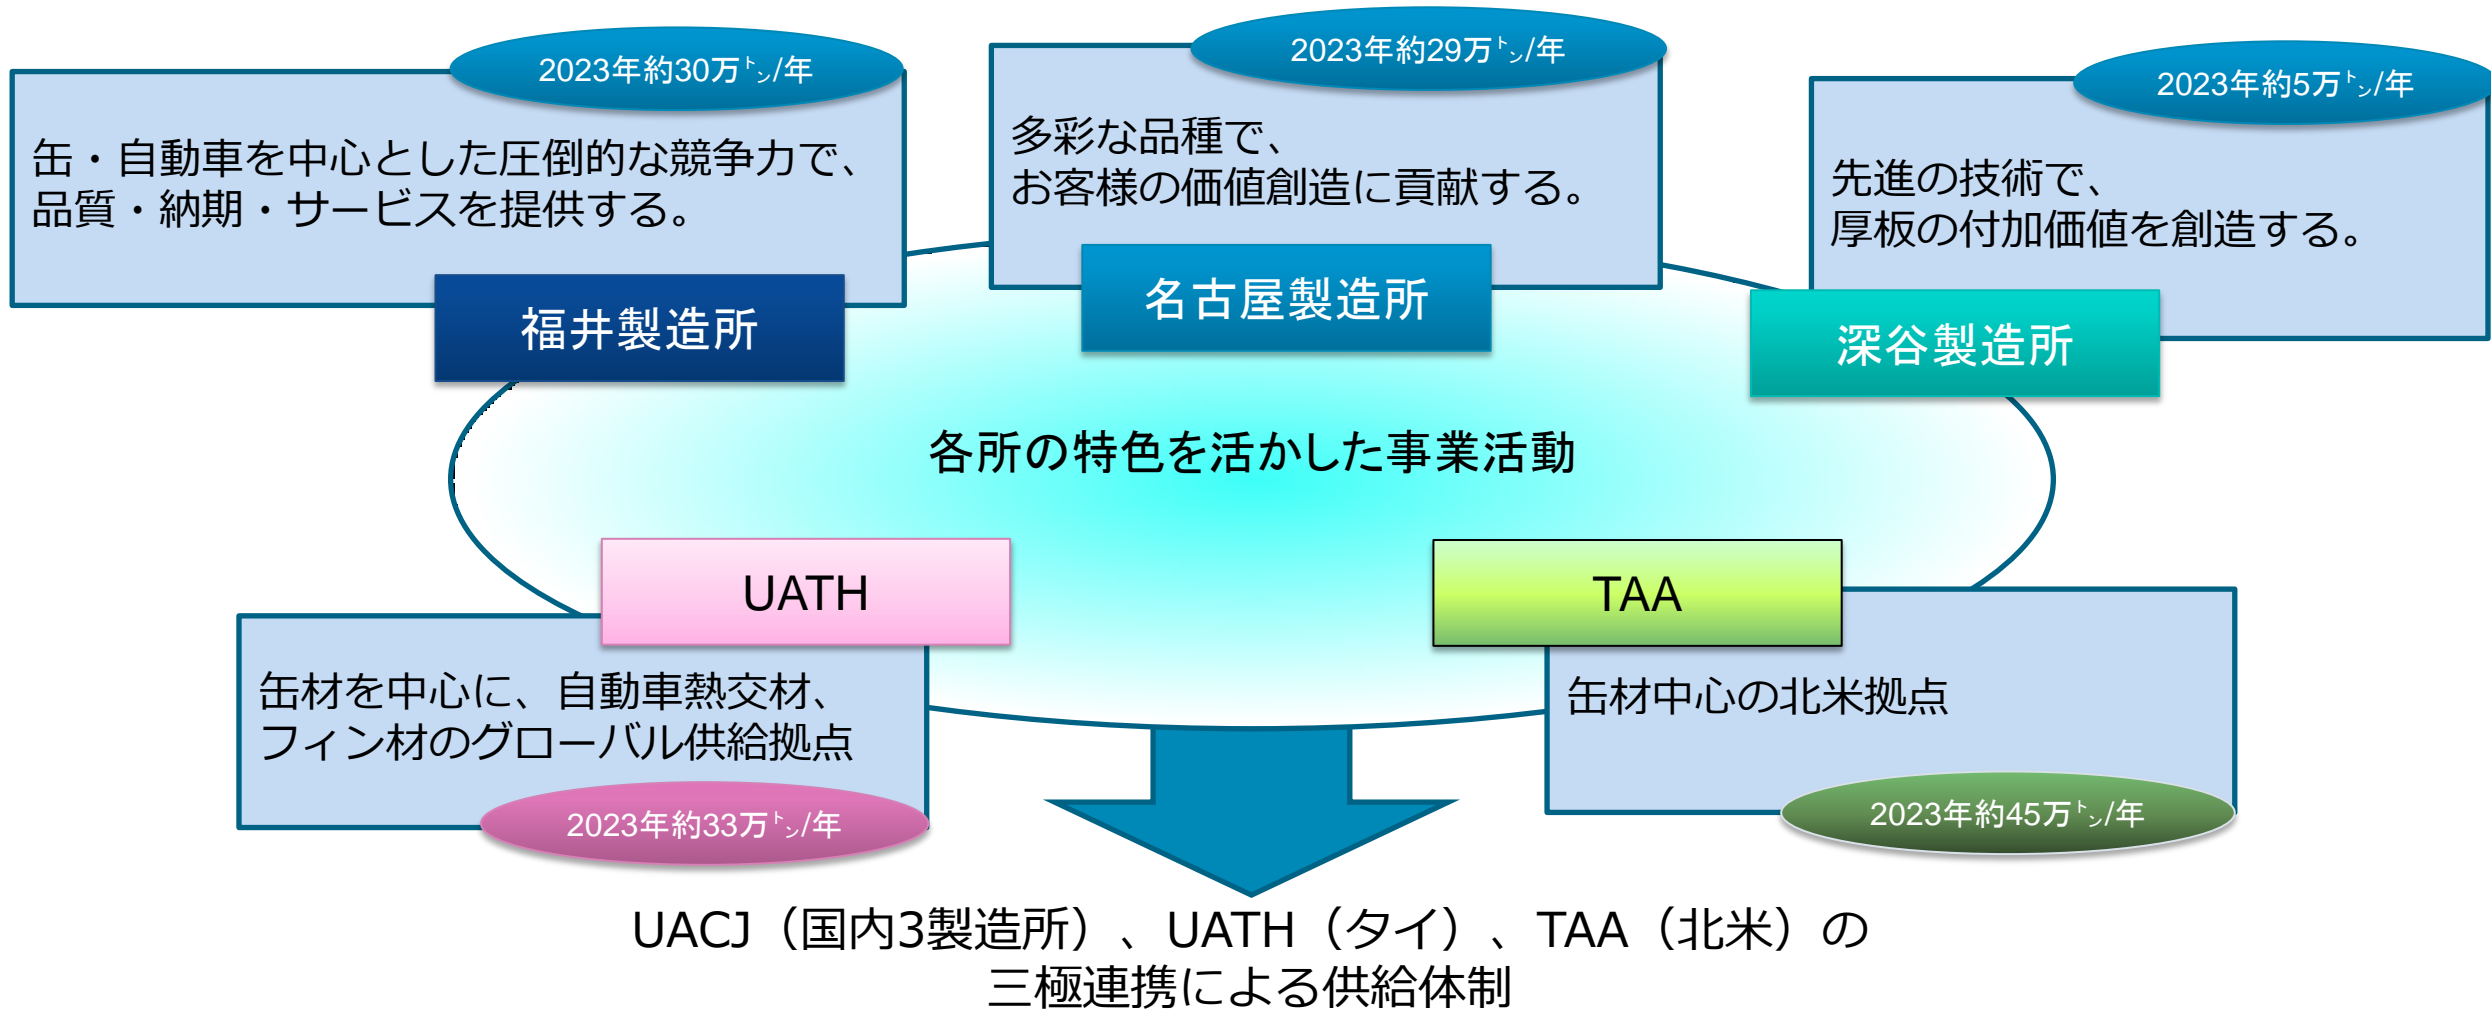 2023年約30万㌧/年
缶・自動車を中心とした圧倒的な競争力で、
品質・納期・サービスを提供する。
福井製造所
2023年約29万㌧/年
多彩な品種で、
お客様の価値創造に貢献する。
名古屋製造所
2023年約5万㌧/年
先進の技術で、
厚板の付加価値を創造する。
深谷製造所
各所の特色を活かした事業活動
UATH
缶材を中心に、自動車熱交材、
フィン材のグローバル供給拠点
2023年約33万㌧/年
TAA
缶材中心の北米拠点
2023年約45万㌧/年
UACJ（国内3製造所）、UATH（タイ）、TAA（北米）の
三極連携による供給体制